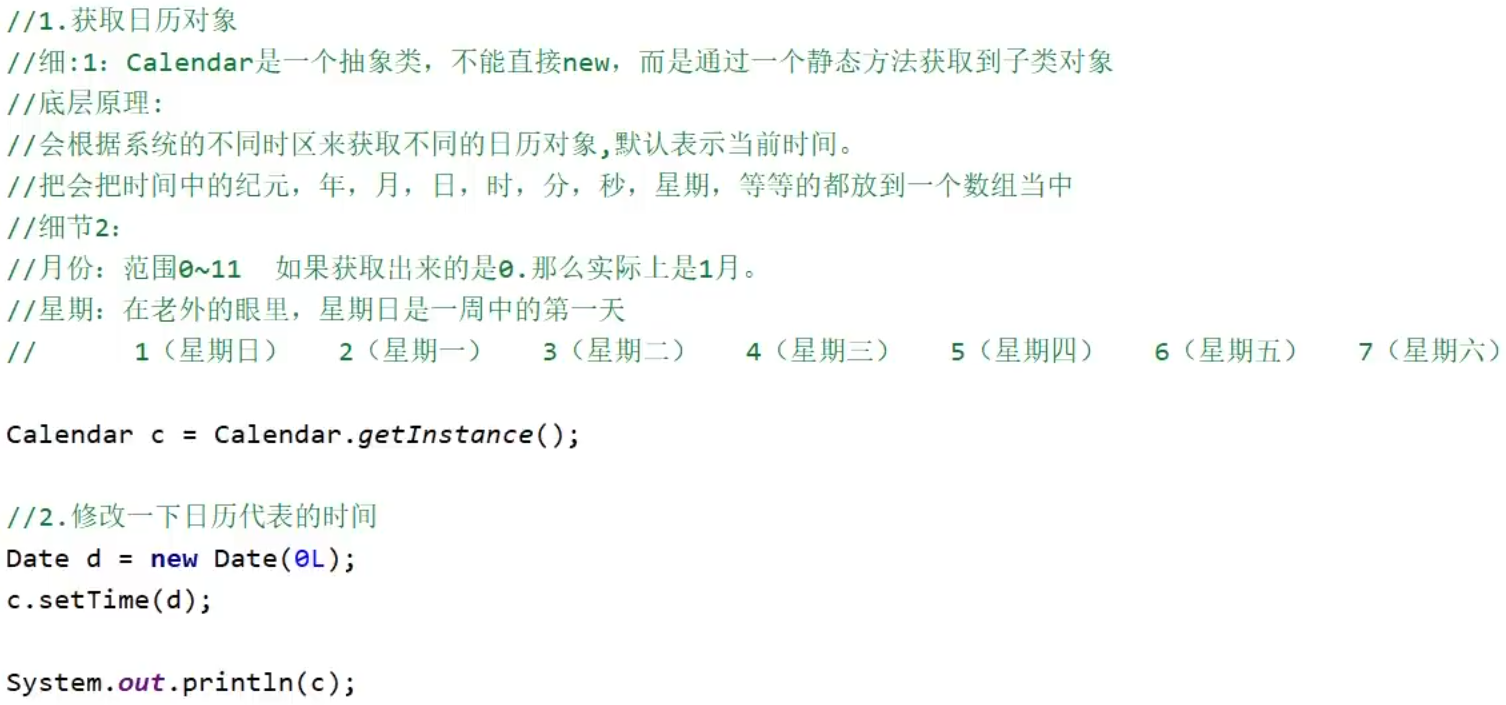 //1.获取日历对象
//细:1：Calendar是一个抽象类，不能直接new，而是通过一个静态方法获取到子类对象
//底层原理：
//会根据系统的不同时区来获取不同的日历对象,默认表示当前时间。
//把会把时间中的纪元，年，月，日，时，分，秒，星期，等等的都放到一个数组当中
//细节2：
//月份：范围0~11  如果获取出来的是0.那么实际上是1月。
//星期：在老外的眼里，星期日是一周中的第一天
//      1（星期日）   2（星期一）   3（星期二）   4（星期三）   5（星期四）   6（星期五）   7（星期六）
Calendar c = Calendar.getInstance();
//2.修改一下日历代表的时间
Date d = new Date(0L);
c.setTime(d);
System.out.println(c);